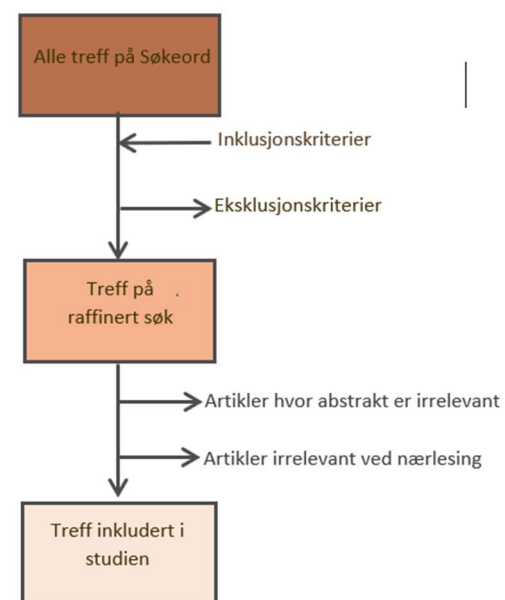 Alle treff på Søkeord
Inklusjonskriterier
Eksklusjonskriterier
Treff på
raffinert søk
Artikler hvor abstrakt er irrelevant
Artikler irrelevant ved nærlesing
Treff inkludert i
studien